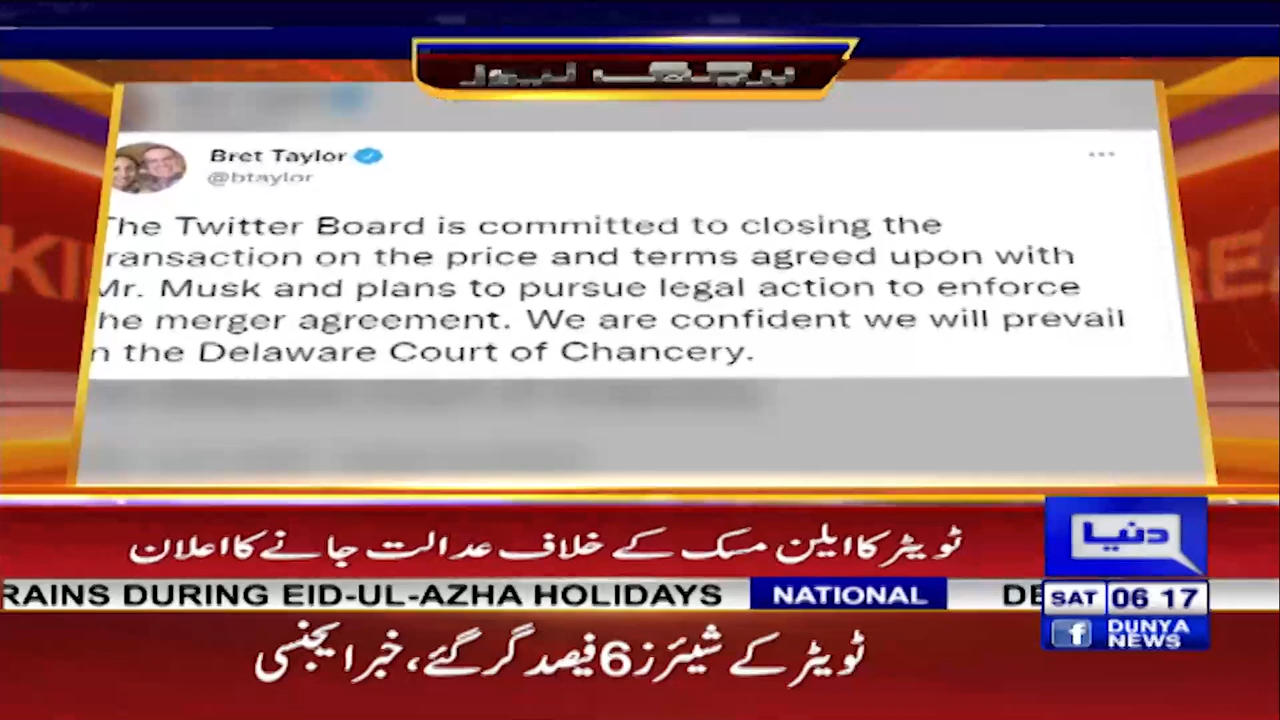 بریکنگ نیوز
Bret Taylor
@btaylor
he Twitter Board is committed to closing the
ransaction on the price and terms agreed upon with
Mr. Musk and plans to pursue legal action to enforce
he merger agreement. We are confident we will prevail
n the Delaware Court of Chancery.
ٹویٹر کا ایلن مسک کے خلاف عدالت جانے کا اعلان
دنیا
RAINS DURING EID-UL-AZHA HOLIDAYS NATIONAL DE
SAT 06 17
ٹویٹر کے شیئرز 6 فیصد گر گئے، خبر ایجنسی
f DUNYA
NEWS